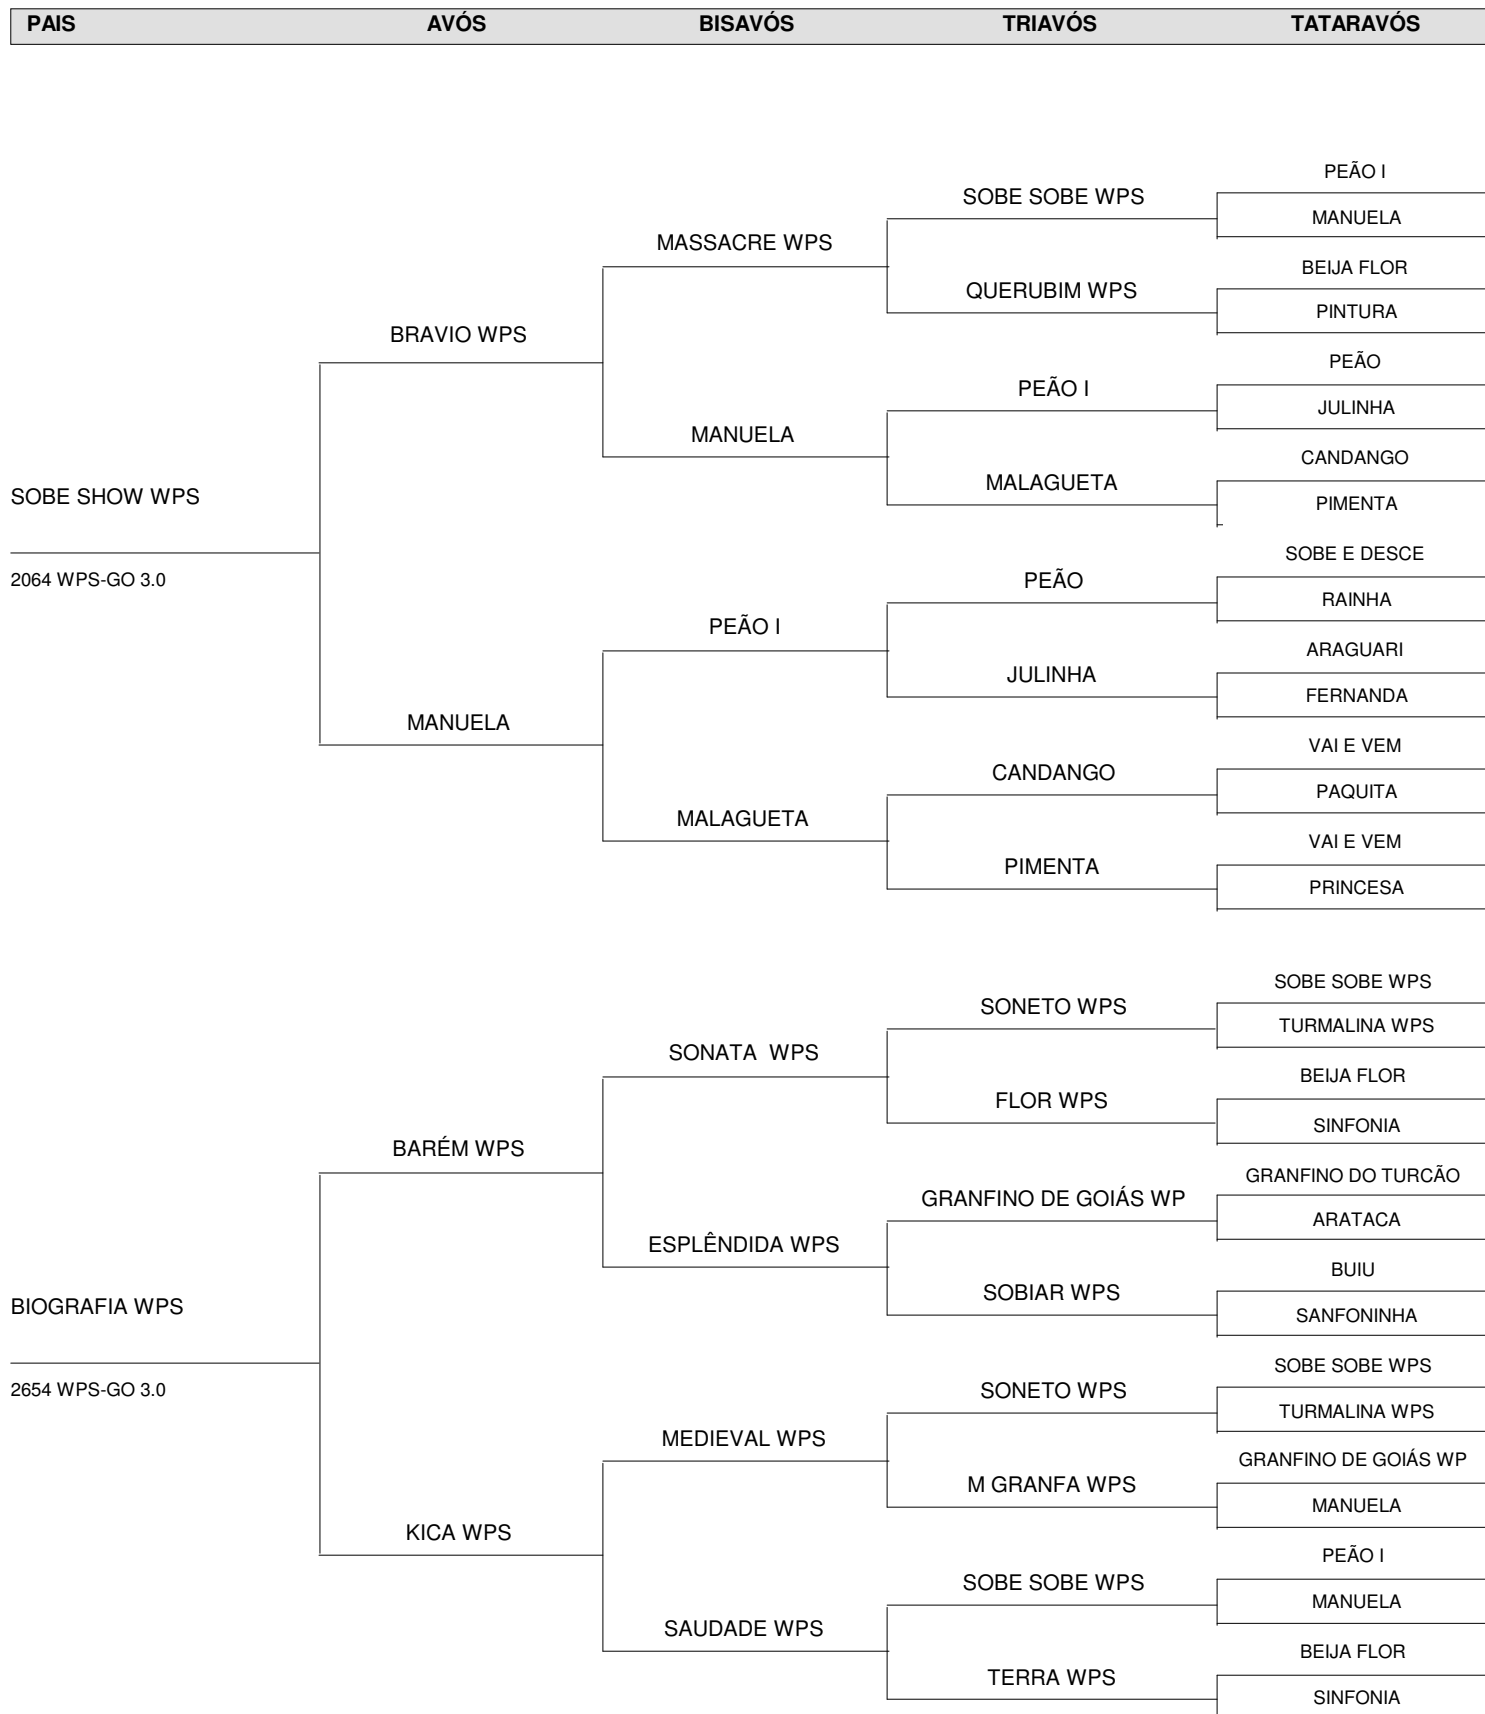 PAIS AVÓS BISAVÓS TRIAVÓS TATARAVÓS
PEÃO I
SOBE SOBE WPS
MANUELA
MASSACRE WPS
BEIJA FLOR
QUERUBIM WPS
PINTURA
BRAVIO WPS
PEÃO
PEÃO I
JULINHA
MANUELA
CANDANGO
MALAGUETA
SOBE SHOW WPS
PIMENTA
SOBE E DESCE
2064 WPS-GO 3.0
PEÃO
RAINHA
PEÃO I
ARAGUARI
JULINHA
FERNANDA
MANUELA
VAI E VEM
CANDANGO
PAQUITA
MALAGUETA
VAI E VEM
PIMENTA
PRINCESA
SOBE SOBE WPS
SONETO WPS
TURMALINA WPS
SONATA  WPS
BEIJA FLOR
FLOR WPS
SINFONIA
BARÉM WPS
GRANFINO DO TURCÃO
GRANFINO DE GOIÁS WP
ARATACA
ESPLÊNDIDA WPS
BUIU
SOBIAR WPS
BIOGRAFIA WPS
SANFONINHA
SOBE SOBE WPS
2654 WPS-GO 3.0
SONETO WPS
TURMALINA WPS
MEDIEVAL WPS
GRANFINO DE GOIÁS WP
M GRANFA WPS
MANUELA
KICA WPS
PEÃO I
SOBE SOBE WPS
MANUELA
SAUDADE WPS
BEIJA FLOR
TERRA WPS
SINFONIA